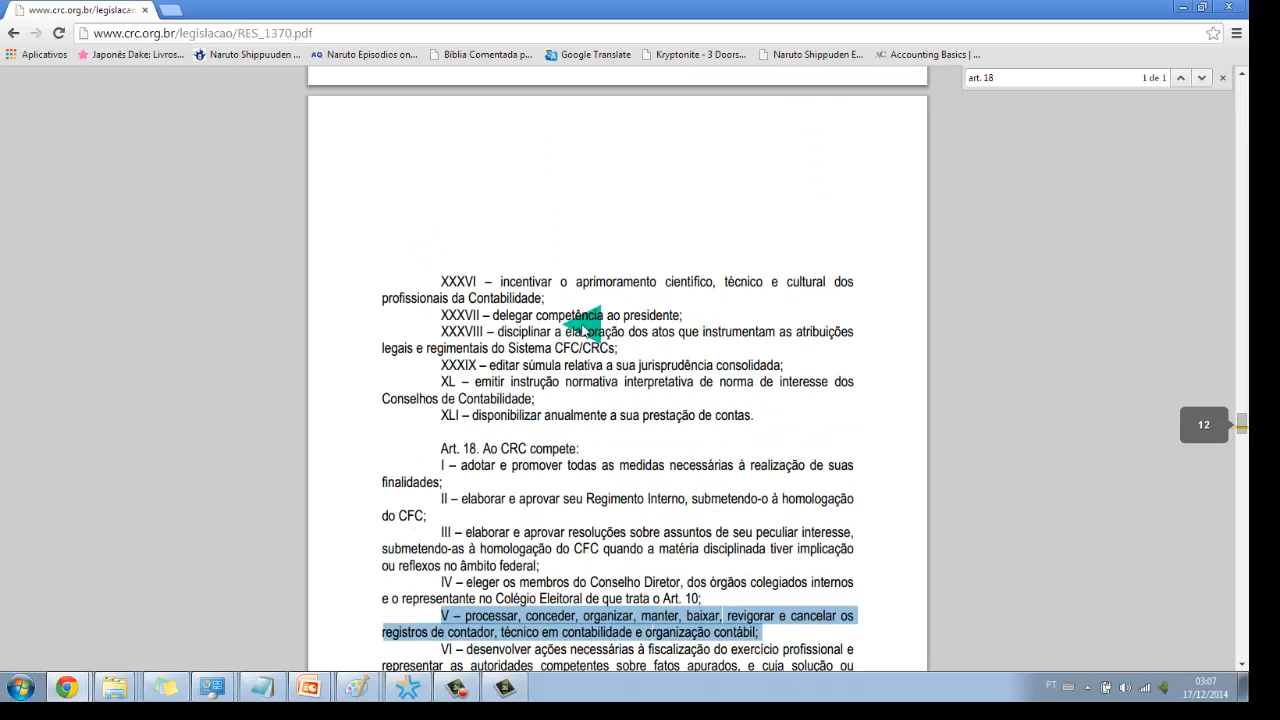 www.crc.org.br/legislacao
www.crc.org.br/legislacao/RES_1370.pdf
Aplicativos Japonês Dake: Livros... Naruto Shippuuden ... AQ Naruto Episodios on... Bíblia Comentada p... Google Translate Kryptonite - 3 Doors... Naruto Shippuden E... AC Accounting Basics | ...
art. 18 1 de 1
XXXVI – incentivar o aprimoramento científico, técnico e cultural dos
profissionais da Contabilidade;
XXXVII – delegar competência ao presidente;
XXXVIII – disciplinar a elaboração dos atos que instrumentam as atribuições
legais e regimentais do Sistema CFC/CRCs;
XXXIX – editar súmula relativa a sua jurisprudência consolidada;
XL – emitir instrução normativa interpretativa de norma de interesse dos
Conselhos de Contabilidade;
XLI – disponibilizar anualmente a sua prestação de contas.
12
Art. 18. Ao CRC compete:
I – adotar e promover todas as medidas necessárias à realização de suas
finalidades;
II – elaborar e aprovar seu Regimento Interno, submetendo-o à homologação
do CFC;
III – elaborar e aprovar resoluções sobre assuntos de seu peculiar interesse,
submetendo-as à homologação do CFC quando a matéria disciplinada tiver implicação
ou reflexos no âmbito federal;
IV – eleger os membros do Conselho Diretor, dos órgãos colegiados internos
e o representante no Colégio Eleitoral de que trata o Art. 10;
V – processar, conceder, organizar, manter, baixar, revigorar e cancelar os
registros de contador, técnico em contabilidade e organização contábil;
VI – desenvolver ações necessárias à fiscalização do exercício profissional e
representar as autoridades competentes sobre fatos apurados, e cuja solução ou
PT
03:07
17/12/2014